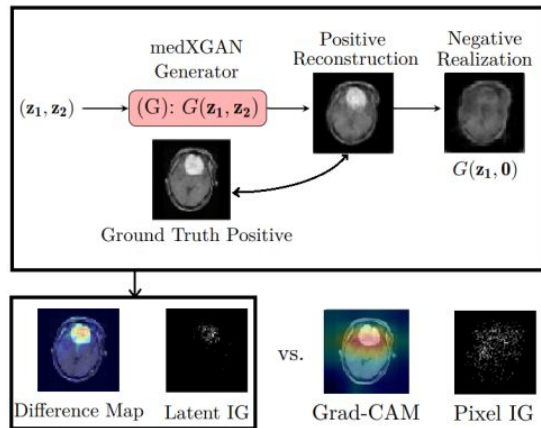 medXGAN
Generator
Positive
Reconstruction
Negative
Realization
(z₁, z₂)
(G): G(z₁, z₂)
G(z₁, 0)
Ground Truth Positive
vs.
Difference Map
Latent IG
Grad-CAM
Pixel IG